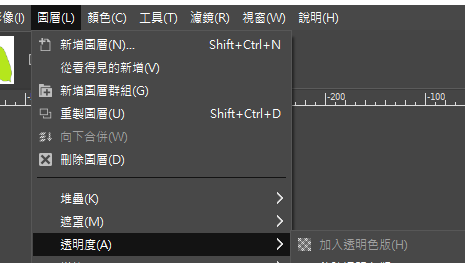 影像(I) 圖層(L) 顏色(C) 工具(T) 濾鏡(R) 視窗(W) 說明(H)
新增圖層(N)... Shift+Ctrl+N
從看得見的新增(V)
新增圖層群組(G)
-200 -100
重製圖層(U) Shift+Ctrl+D
向下合併(W)
刪除圖層(D)
堆疊(K)
遮罩(M)
透明度(A) 加入透明色版(H)